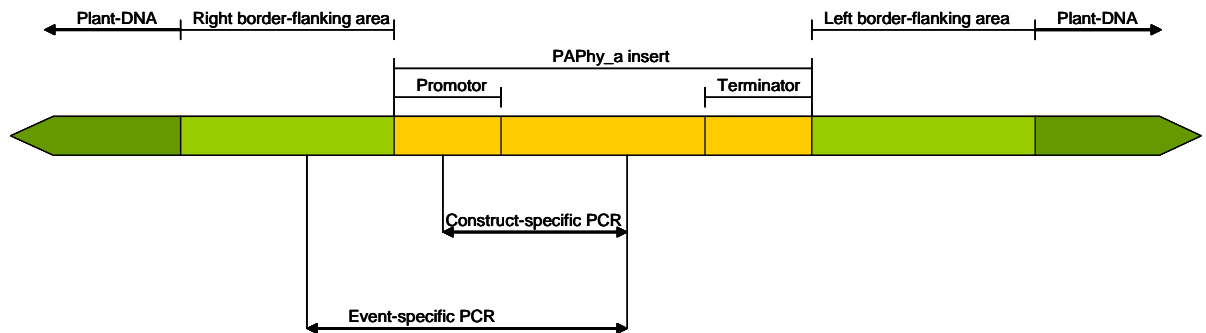 Plant-DNA Right border-flanking area Left border-flanking area Plant-DNA
PAPhy_a insert
Promotor Terminator
Construct-specific PCR
Event-specific PCR